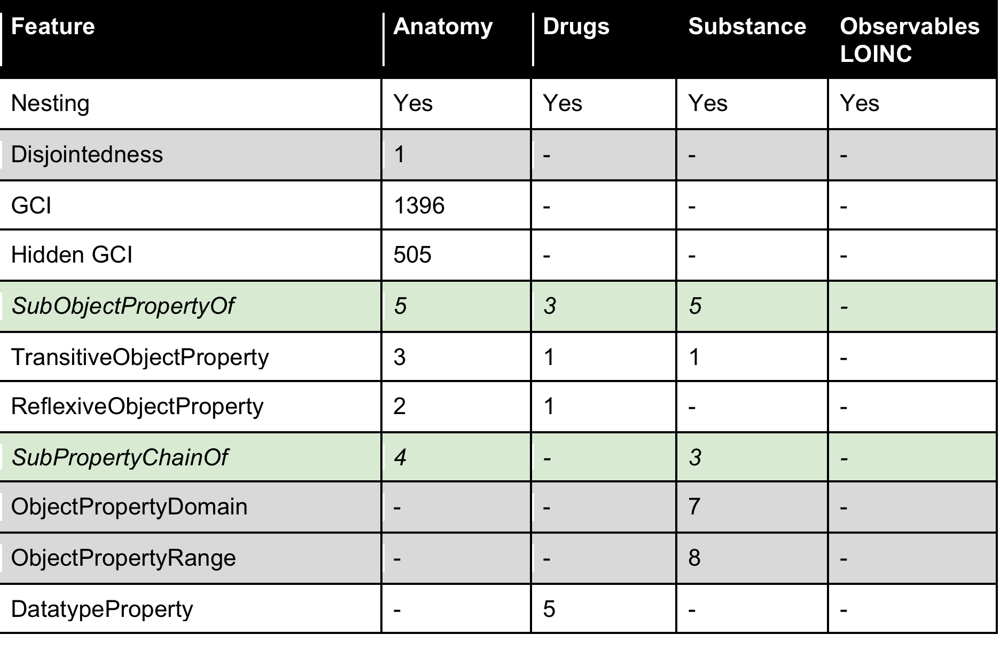 Feature Anatomy Drugs Substance Observables
LOINC
Nesting Yes Yes Yes Yes
Disjointedness 1 - - -
GCI 1396 - - -
Hidden GCI 505 - - -
SubObjectPropertyOf 5 3 5 -
TransitiveObjectProperty 3 1 1 -
ReflexiveObjectProperty 2 1 - -
SubPropertyChainOf 4 - 3 -
ObjectPropertyDomain - - 7 -
ObjectPropertyRange - - 8 -
DatatypeProperty - 5 - -